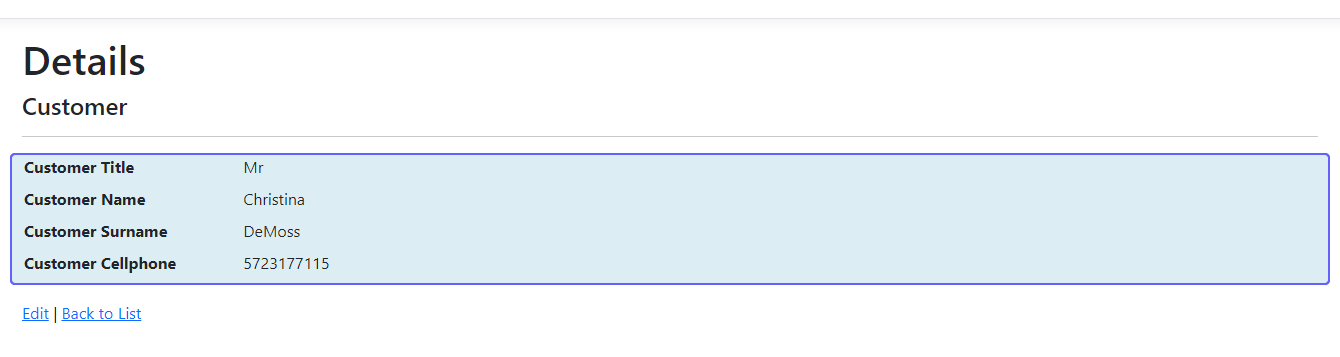 Details
Customer
Customer Title Mr
Customer Name Christina
Customer Surname DeMoss
Customer Cellphone 5723177115
Edit | Back to List